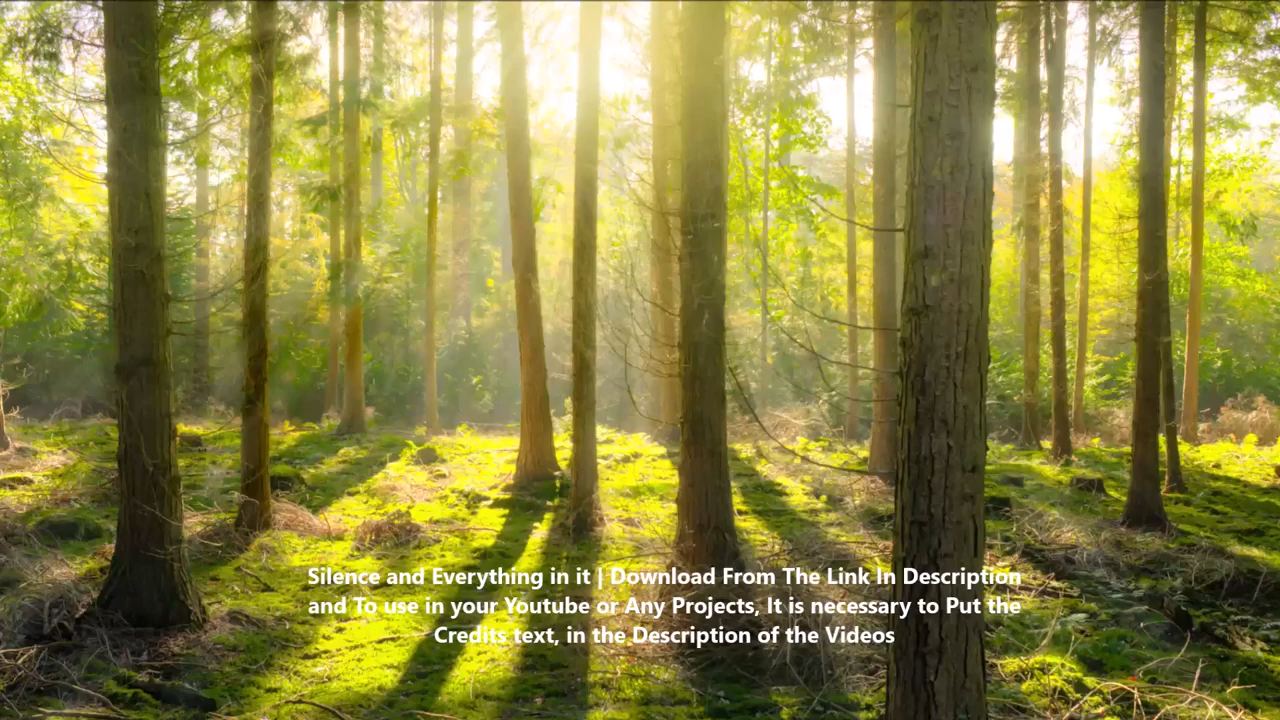 Silence and Everything in it | Download From The Link In Description
and To use in your Youtube or Any Projects, It is necessary to Put the
Credits text, in the Description of the Videos